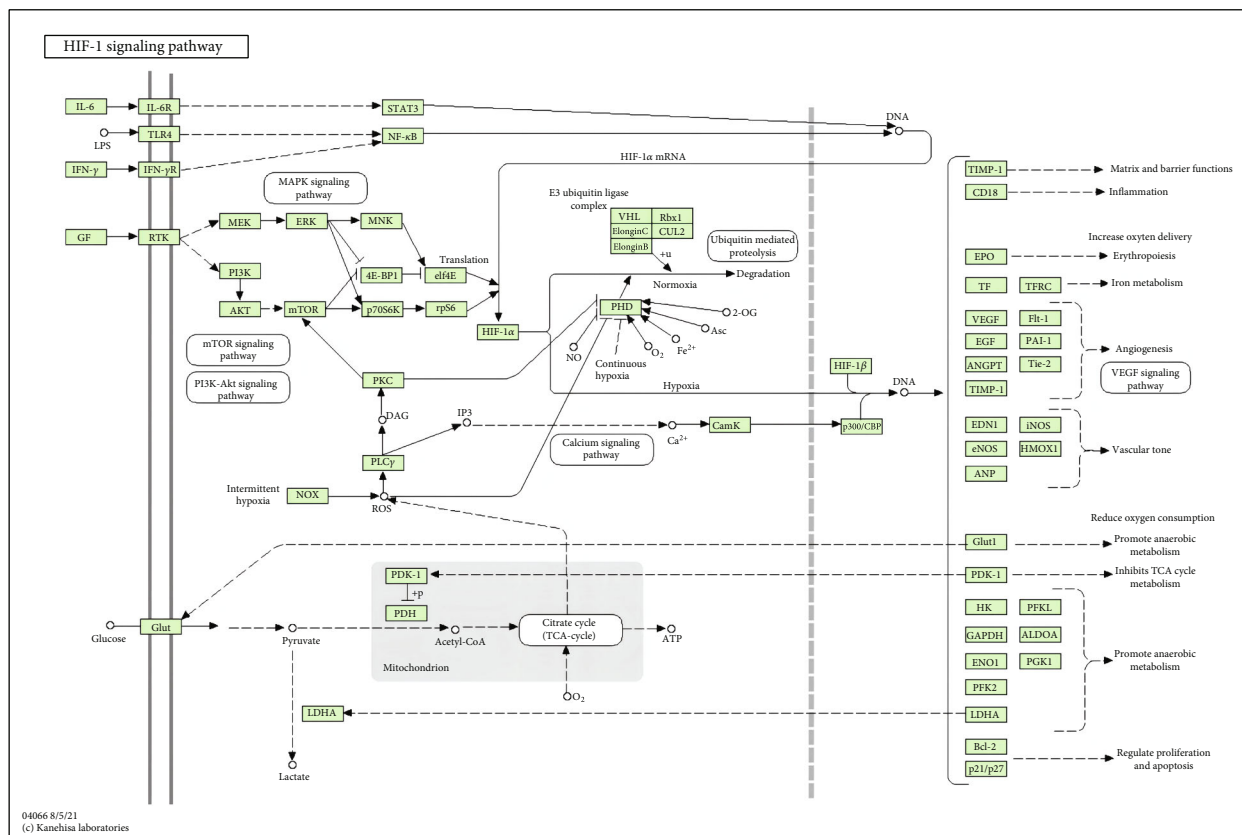 HIF-1 signaling pathway
IL-6
IL-6R
STAT3
DNA
LPS
TLR4
NF-κB
HIF-1α mRNA
IFN-γ
IFN-γR
MAPK signaling
pathway
E3 ubiquitin ligase
complex
VHL
Rbx1
ElonginC
CUL2
ElonginB
+u
Ubiquitin mediated
proteolysis
GF
RTK
MEK
ERK
MNK
Translation
PI3K
4E-BP1
elf4E
AKT
mTOR
p70S6K
rpS6
HIF-1α
Normoxia
Degradation
PHD
2-OG
Asc
Fe2+
O2
NO
Continuous
hypoxia
mTOR signaling
pathway
PI3K-Akt signaling
pathway
PKC
Hypoxia
HIF-1β
DNA
DAG
IP3
Ca2+
CamK
p300/CBP
Calcium signaling
pathway
PLCγ
Intermittent
hypoxia
NOX
ROS
PDK-1
+p
PDH
Glucose
Glut
Pyruvate
Acetyl-CoA
Citrate cycle
(TCA-cycle)
ATP
Mitochondrion
O2
LDHA
Lactate
TIMP-1
Matrix and barrier functions
CD18
Inflammation
Increase oxyten delivery
EPO
Erythropoiesis
TF
TFRC
Iron metabolism
VEGF
Flt-1
EGF
PAI-1
Angiogenesis
ANGPT
Tie-2
VEGF signaling
pathway
TIMP-1
EDN1
iNOS
eNOS
HMOX1
Vascular tone
ANP
Reduce oxygen consumption
Glut1
Promote anaerobic
metabolism
PDK-1
Inhibits TCA cycle
metabolism
HK
PFKL
GAPDH
ALDOA
ENO1
PGK1
Promote anaerobic
metabolism
PFK2
LDHA
Bcl-2
p21/p27
Regulate proliferation
and apoptosis
04066 8/5/21
(c) Kanehisa laboratories